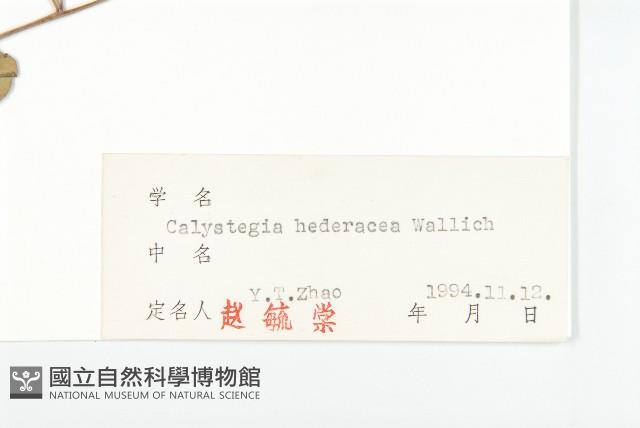 学 名
Calystegia hederacea Wallich
中 名
Y.T.Zhao 1994.11.12.
定名人 赵毓棠 年 月 日
國立自然科學博物館
NATIONAL MUSEUM OF NATURAL SCIENCE